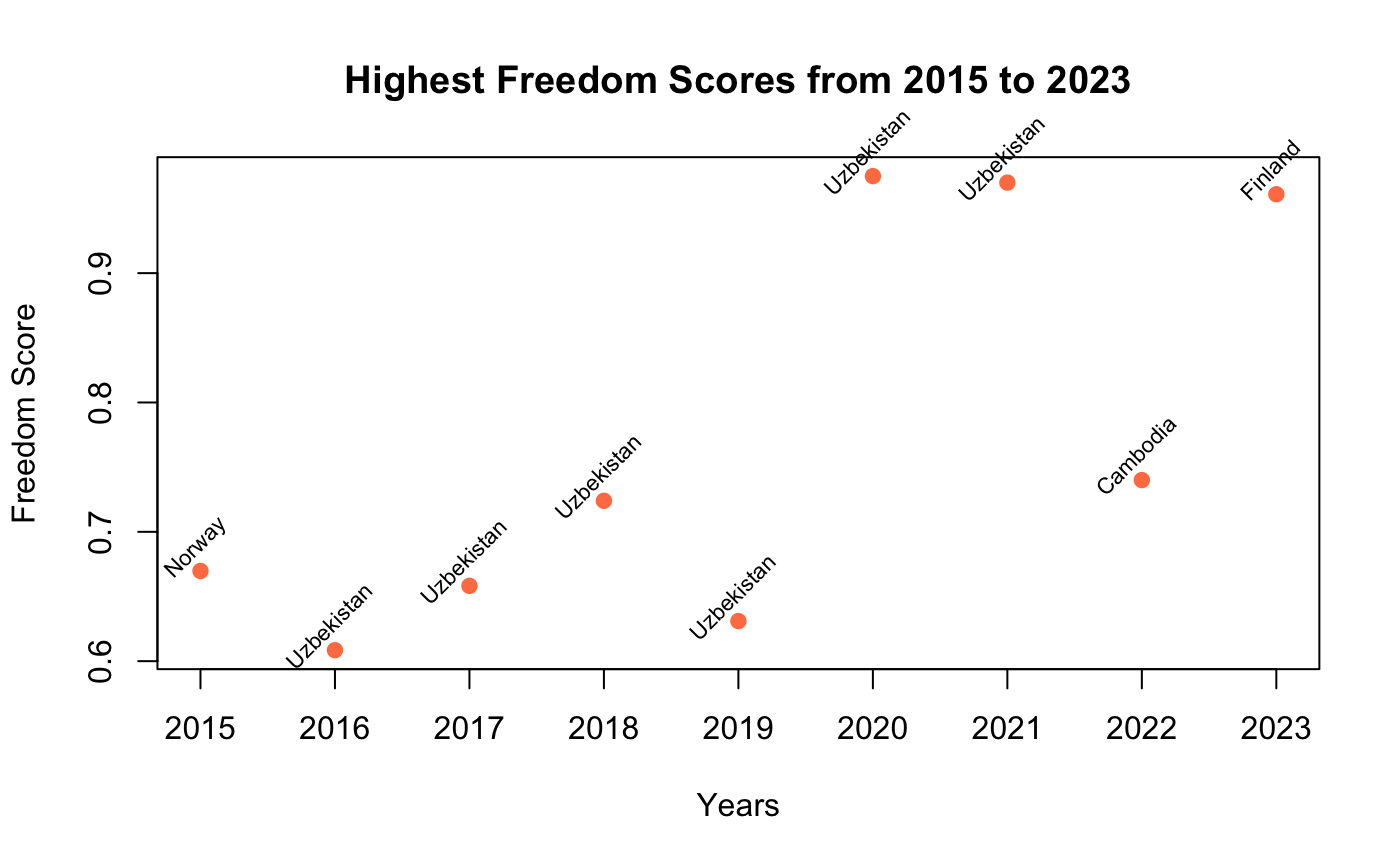 Highest Freedom Scores from 2015 to 2023
Uzbekistan
Uzbekistan
Finland
0.9
0.8
Cambodia
Uzbekistan
0.7
Norway
Uzbekistan
Uzbekistan
Uzbekistan
0.6
Freedom Score
2015 2016 2017 2018 2019 2020 2021 2022 2023
Years